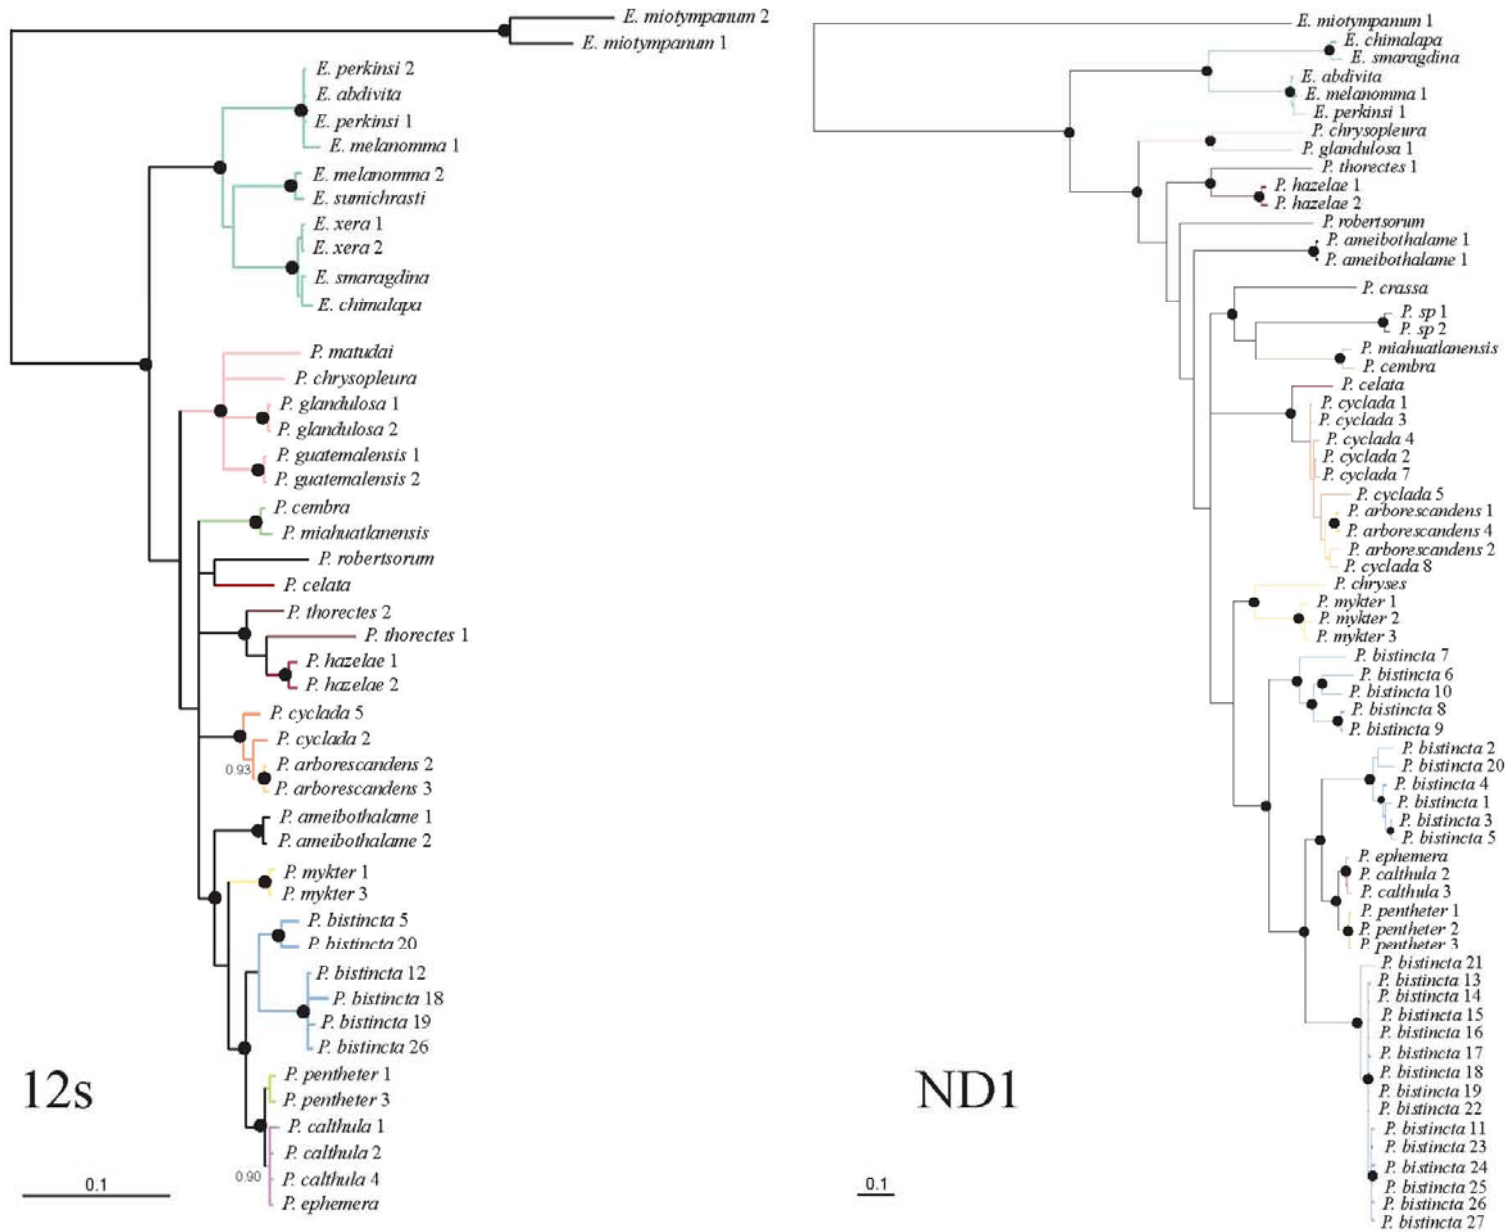 E. miotympanum 2
E. miotympanum 1
E. perkinsi 2
E. abdivita
E. perkinsi 1
E. melanomma 1
E. melanomma 2
E. sumichrasti
E. xera 1
E. xera 2
E. smaragdina
E. chimalapa
P. matudai
P. chrysopleura
P. glandulosa 1
P. glandulosa 2
P. guatemalensis 1
P. guatemalensis 2
P. cembra
P. miahuatlanensis
P. robertsorum
P. celata
P. thorectes 2
P. thorectes 1
P. hazelae 1
P. hazelae 2
P. cyclada 5
P. cyclada 2
0.93
P. arborescandens 2
P. arborescandens 3
P. ameibothalame 1
P. ameibothalame 2
P. mykter 1
P. mykter 3
P. bistincta 5
P. bistincta 20
P. bistincta 12
P. bistincta 18
P. bistincta 19
P. bistincta 26
P. pentheter 1
P. pentheter 3
P. calthula 1
P. calthula 2
0.90
P. calthula 4
P. ephemera
12s
0.1
E. miotympanum 1
E. chimalapa
E. smaragdina
E. abdivita
E. melanomma 1
E. perkinsi 1
P. chrysopleura
P. glandulosa 1
P. thorectes 1
P. hazelae 1
P. hazelae 2
P. robertsorum
P. ameibothalame 1
P. ameibothalame 1
P. crassa
P. sp 1
P. sp 2
P. miahuatlanensis
P. cembra
P. celata
P. cyclada 1
P. cyclada 3
P. cyclada 4
P. cyclada 2
P. cyclada 7
P. cyclada 5
P. arborescandens 1
P. arborescandens 4
P. arborescandens 2
P. cyclada 8
P. chryses
P. mykter 1
P. mykter 2
P. mykter 3
P. bistincta 7
P. bistincta 6
P. bistincta 10
P. bistincta 8
P. bistincta 9
P. bistincta 2
P. bistincta 20
P. bistincta 4
P. bistincta 1
P. bistincta 3
P. bistincta 5
P. ephemera
P. calthula 2
P. calthula 3
P. pentheter 1
P. pentheter 2
P. pentheter 3
P. bistincta 21
P. bistincta 13
P. bistincta 14
P. bistincta 15
P. bistincta 16
P. bistincta 17
P. bistincta 18
P. bistincta 19
P. bistincta 22
P. bistincta 11
P. bistincta 23
P. bistincta 24
P. bistincta 25
P. bistincta 26
P. bistincta 27
ND1
0.1